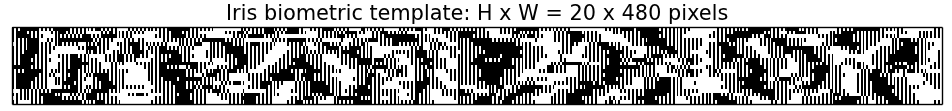 Iris biometric template: H x W = 20 x 480 pixels